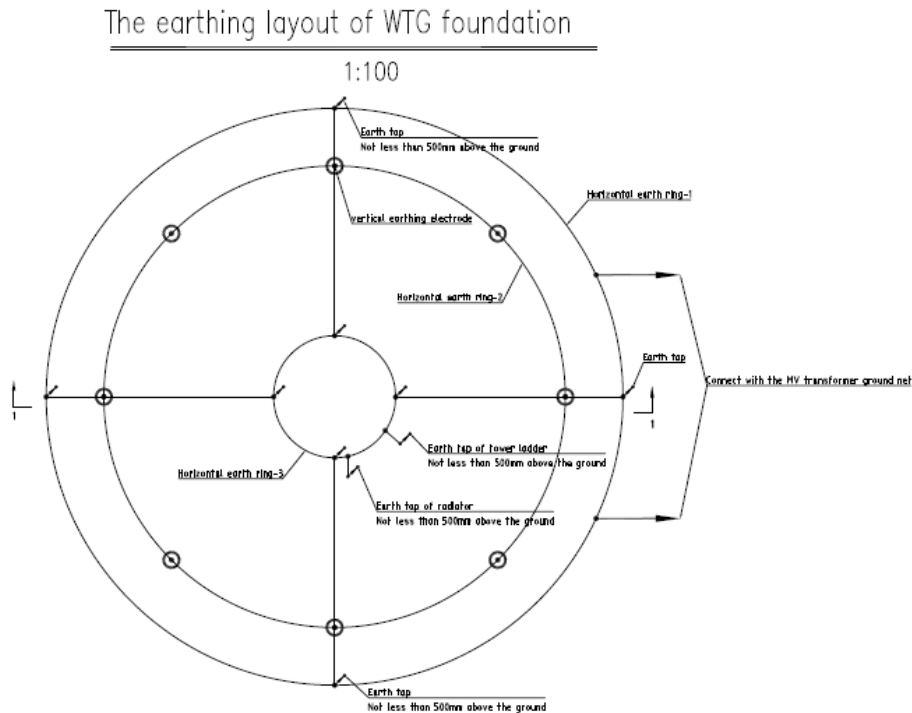 The earthing layout of WTG foundation
1:100
Earth tap
Not less than 500mm above the ground
Horizontal earth ring-1
vertical earthing electrode
Horizontal earth ring-2
Earth tap
Connect with the MV transformer ground net
1
1
Earth tap of tower ladder
Not less than 500mm above the ground
Horizontal earth ring-3
Earth tap of radiator
Not less than 500mm above the ground
Earth tap
Not less than 500mm above the ground